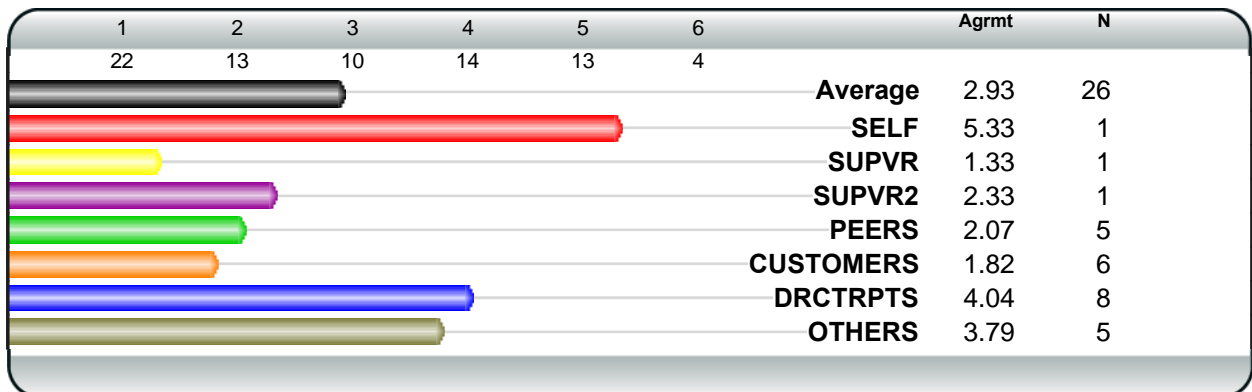 1 2 3 4 5 6 Agrmt N
22 13 10 14 13 4
Average 2.93 26
SELF 5.33 1
SUPVR 1.33 1
SUPVR2 2.33 1
PEERS 2.07 5
CUSTOMERS 1.82 6
DRCTRPTS 4.04 8
OTHERS 3.79 5